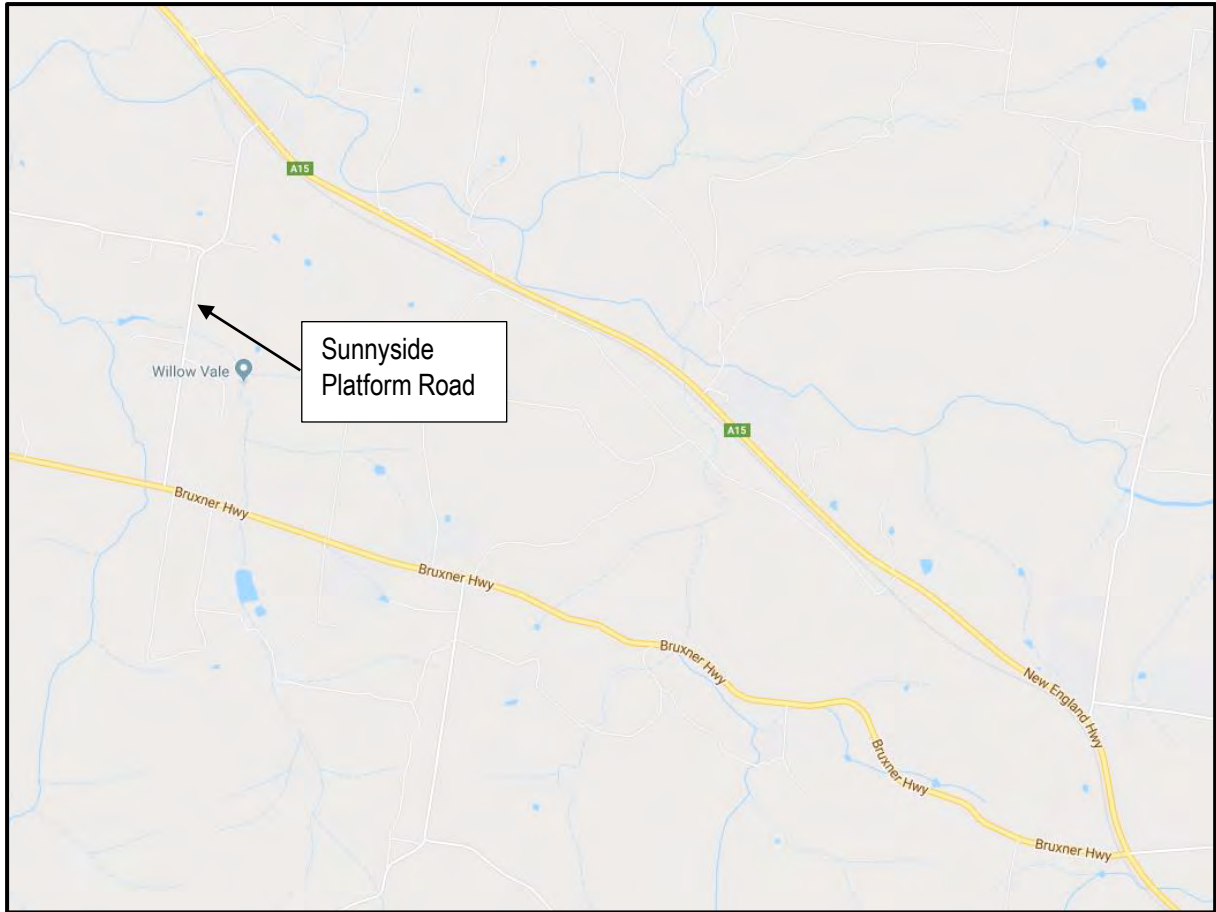 A15
Sunnyside
Platform Road
Willow Vale
A15
Bruxner Hwy
Bruxner Hwy
Bruxner Hwy
New England Hwy
Bruxner Hwy
Bruxner Hwy